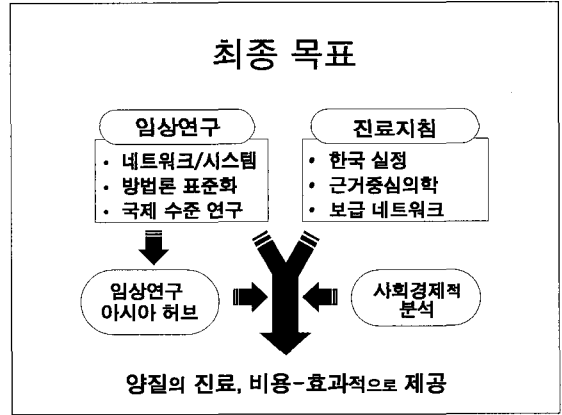 최종 목표
임상연구
• 네트워크/시스템
• 방법론 표준화
• 국제 수준 연구
진료지침
• 한국 실정
• 근거중심의학
• 보급 네트워크
임상연구
아시아 허브
사회경제적
분석
양질의 진료, 비용-효과적으로 제공